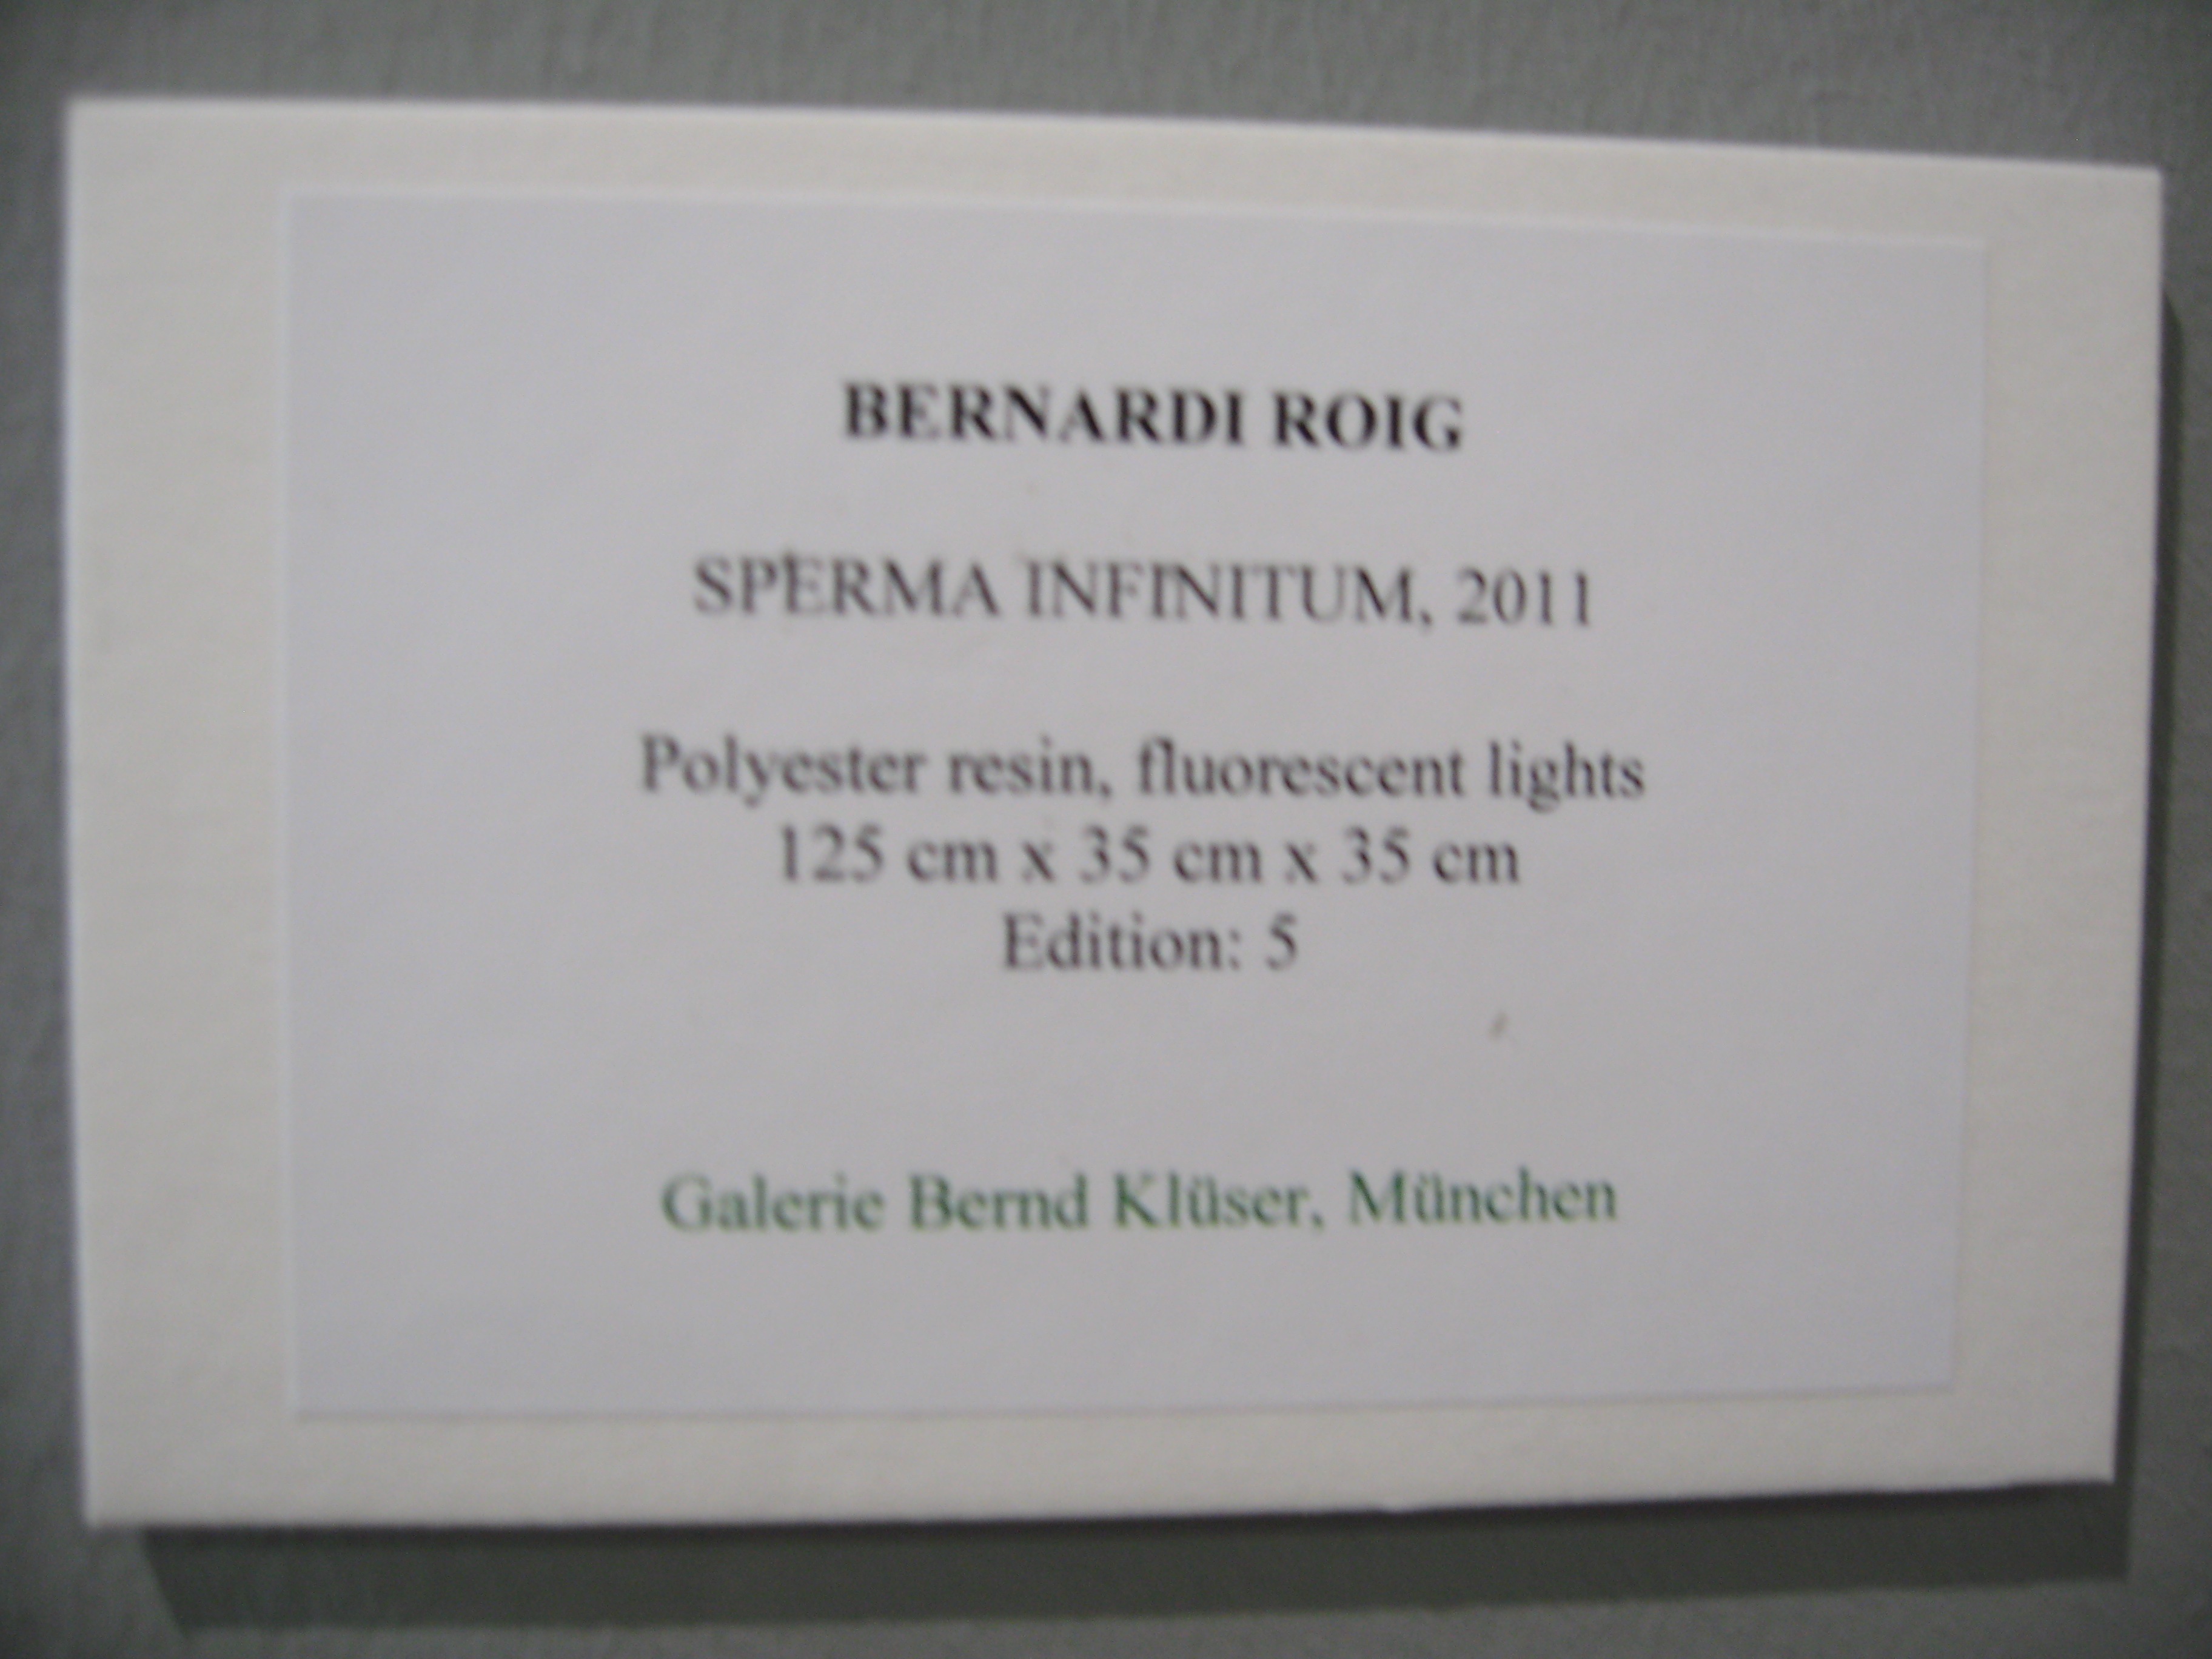 BERNARDI ROIG
SPERMA INFINITUM, 2011
Polyester resin, fluorescent lights
125 cm x 35 cm x 35 cm
Edition: 5
Galerie Bernd Klüser, München